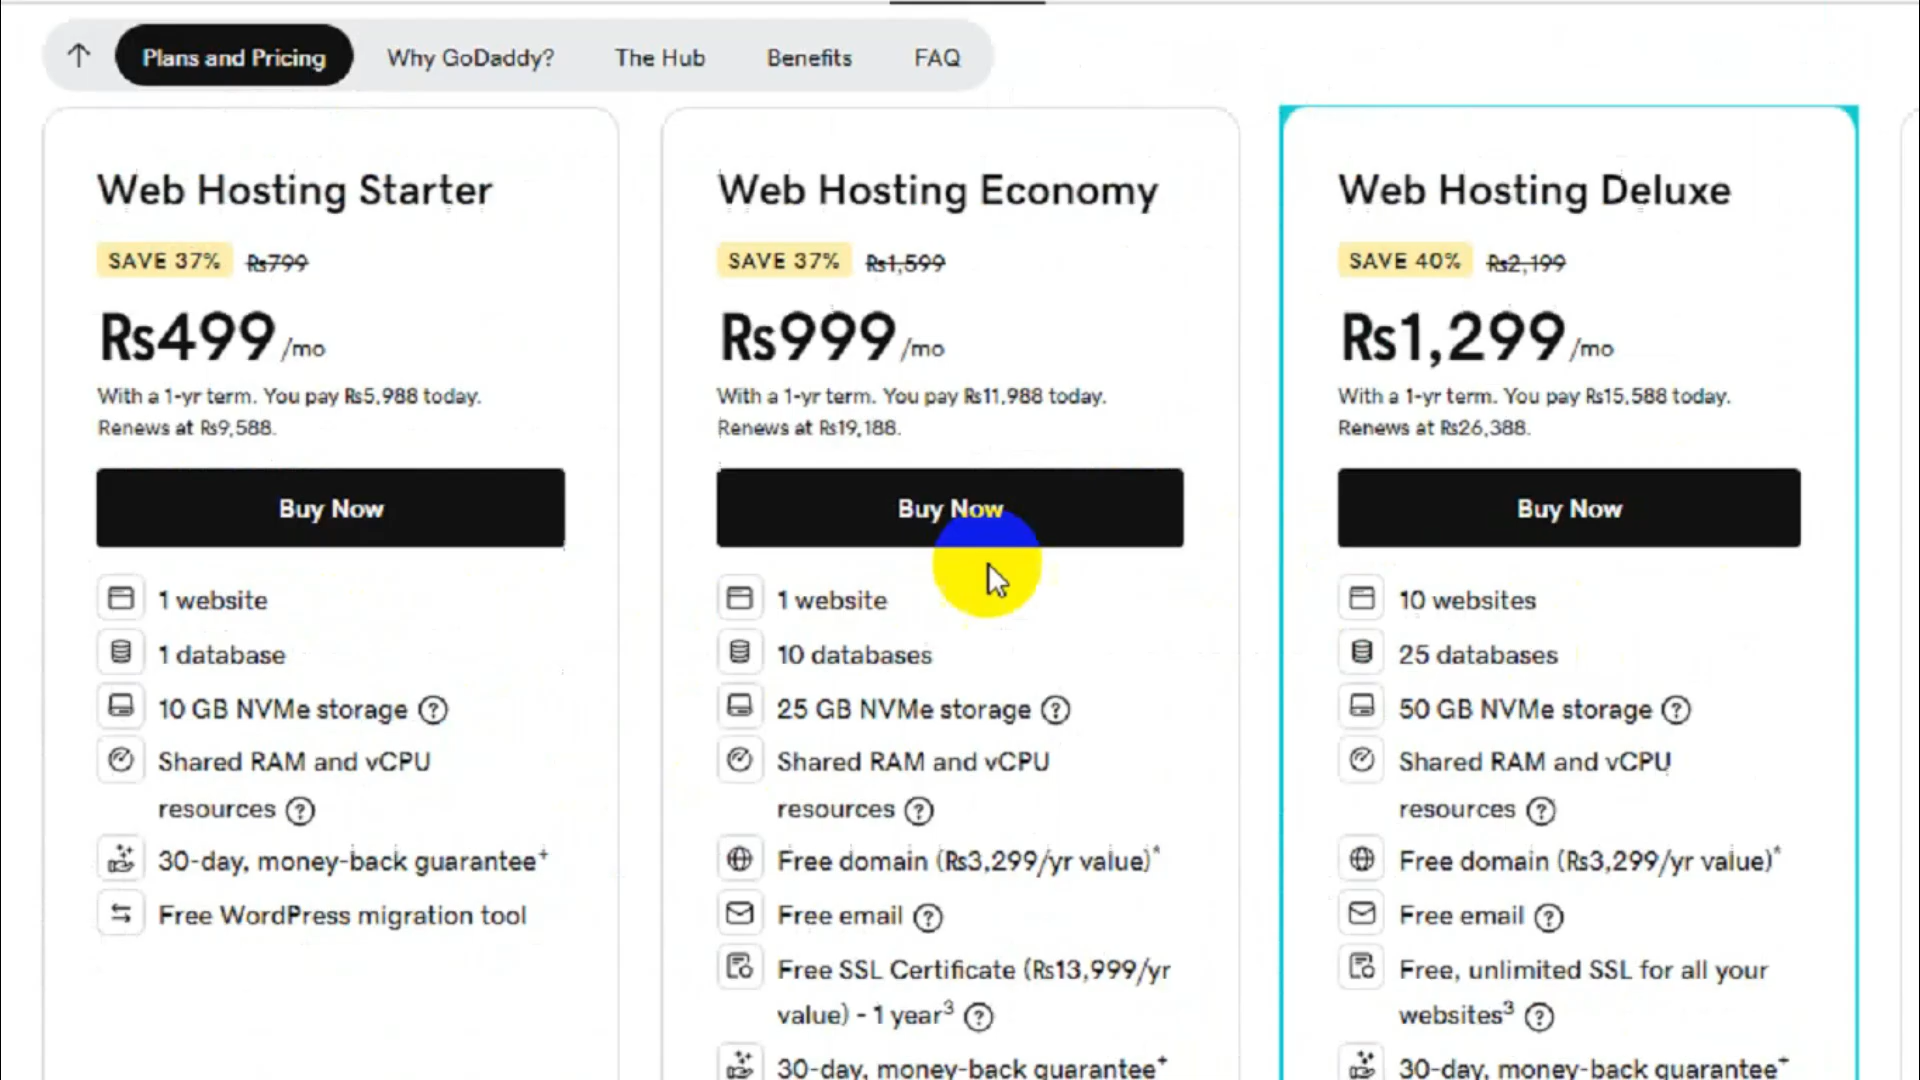 Plans and Pricing Why GoDaddy? The Hub Benefits FAQ
Web Hosting Starter
SAVE 37% ₨799
₨499 /mo
With a 1-yr term. You pay ₨5,988 today.
Renews at ₨9,588.
Buy Now
1 website
1 database
10 GB NVMe storage ?
Shared RAM and vCPU
resources ?
30-day, money-back guarantee+
Free WordPress migration tool
Web Hosting Economy
SAVE 37% ₨1,599
₨999 /mo
With a 1-yr term. You pay ₨11,988 today.
Renews at ₨19,188.
Buy Now
1 website
10 databases
25 GB NVMe storage ?
Shared RAM and vCPU
resources ?
Free domain (₨3,299/yr value)*
Free email ?
Free SSL Certificate (₨13,999/yr
value) - 1 year³ ?
30-day, money-back guarantee+
Web Hosting Deluxe
SAVE 40% ₨2,199
₨1,299 /mo
With a 1-yr term. You pay ₨15,588 today.
Renews at ₨26,388.
Buy Now
10 websites
25 databases
50 GB NVMe storage ?
Shared RAM and vCPU
resources ?
Free domain (₨3,299/yr value)*
Free email ?
Free, unlimited SSL for all your
websites³ ?
30-day, money-back guarantee+